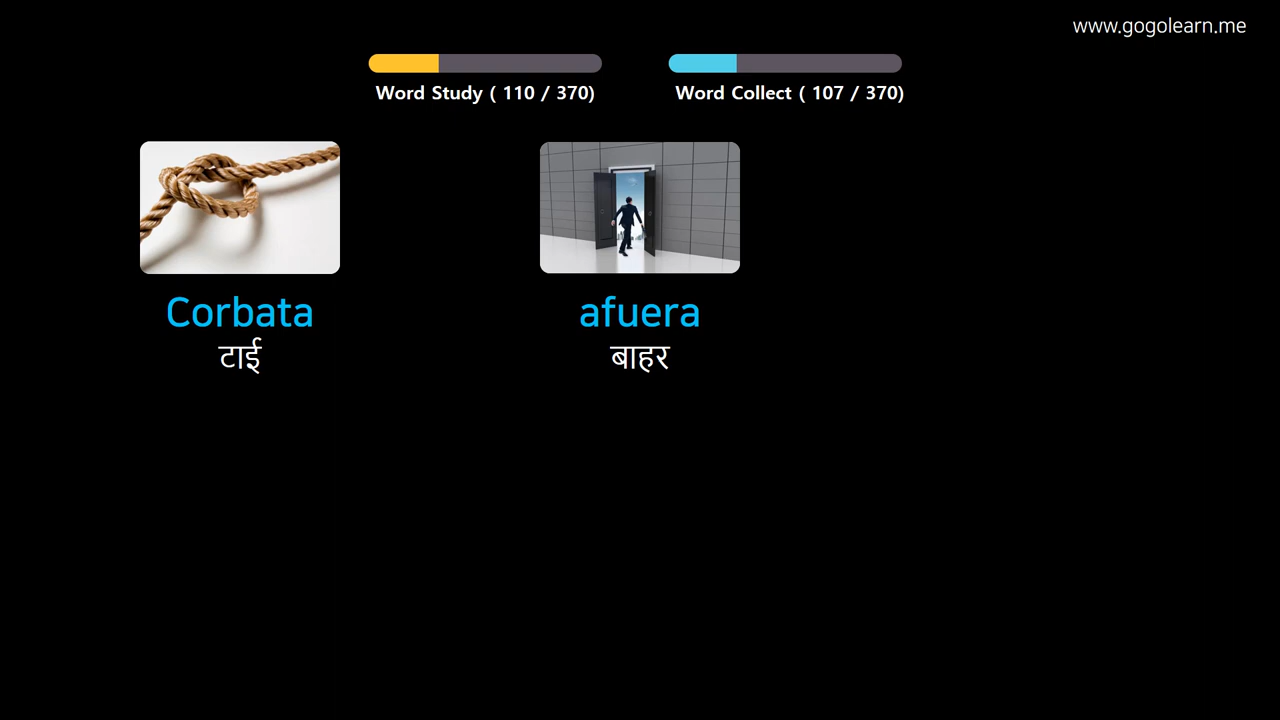 www.gogolearn.me
Word Study ( 110 / 370)
Word Collect ( 107 / 370)
Corbata
टाई
afuera
बाहर